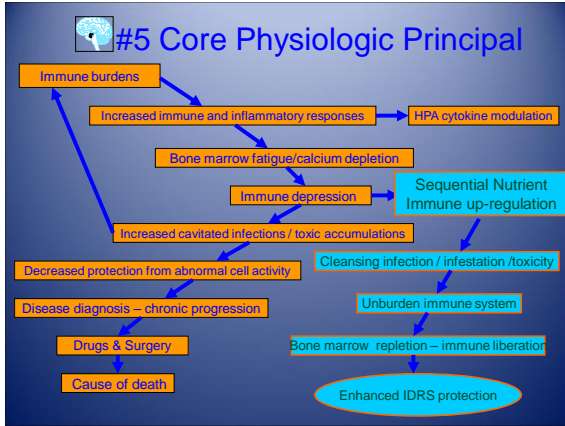 #5 Core Physiologic Principal
Immune burdens
Increased immune and inflammatory responses
HPA cytokine modulation
Bone marrow fatigue/calcium depletion
Immune depression
Sequential Nutrient
Immune up-regulation
Increased cavitated infections / toxic accumulations
Cleansing infection / infestation /toxicity
Decreased protection from abnormal cell activity
Unburden immune system
Disease diagnosis – chronic progression
Drugs & Surgery
Bone marrow repletion – immune liberation
Cause of death
Enhanced IDRS protection